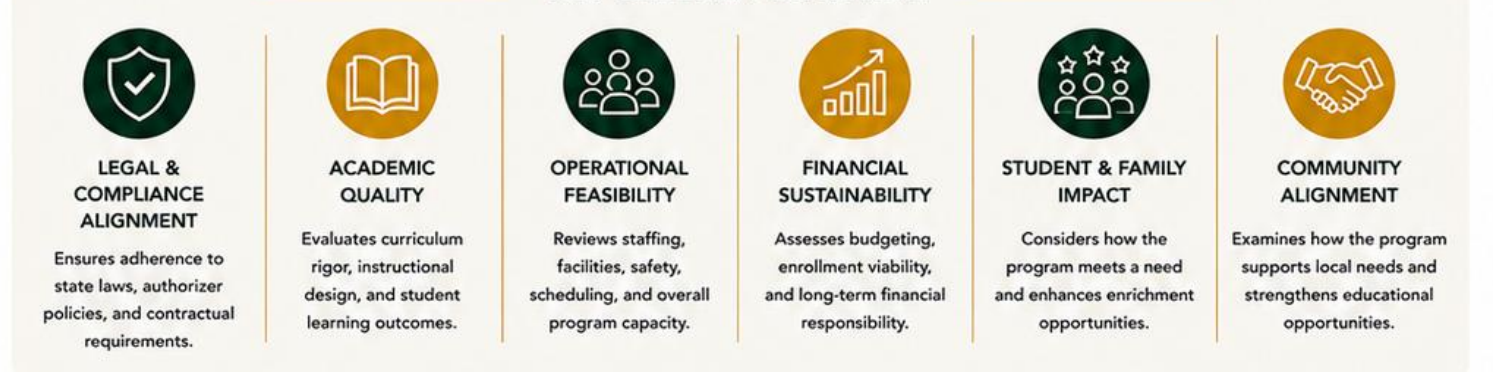 LEGAL &
COMPLIANCE
ALIGNMENT
Ensures adherence to
state laws, authorizer
policies, and contractual
requirements.
ACADEMIC
QUALITY
Evaluates curriculum
rigor, instructional
design, and student
learning outcomes.
OPERATIONAL
FEASIBILITY
Reviews staffing,
facilities, safety,
scheduling, and overall
program capacity.
FINANCIAL
SUSTAINABILITY
Assesses budgeting,
enrollment viability,
and long-term financial
responsibility.
STUDENT & FAMILY
IMPACT
Considers how the
program meets a need
and enhances enrichment
opportunities.
COMMUNITY
ALIGNMENT
Examines how the program
supports local needs and
strengthens educational
opportunities.